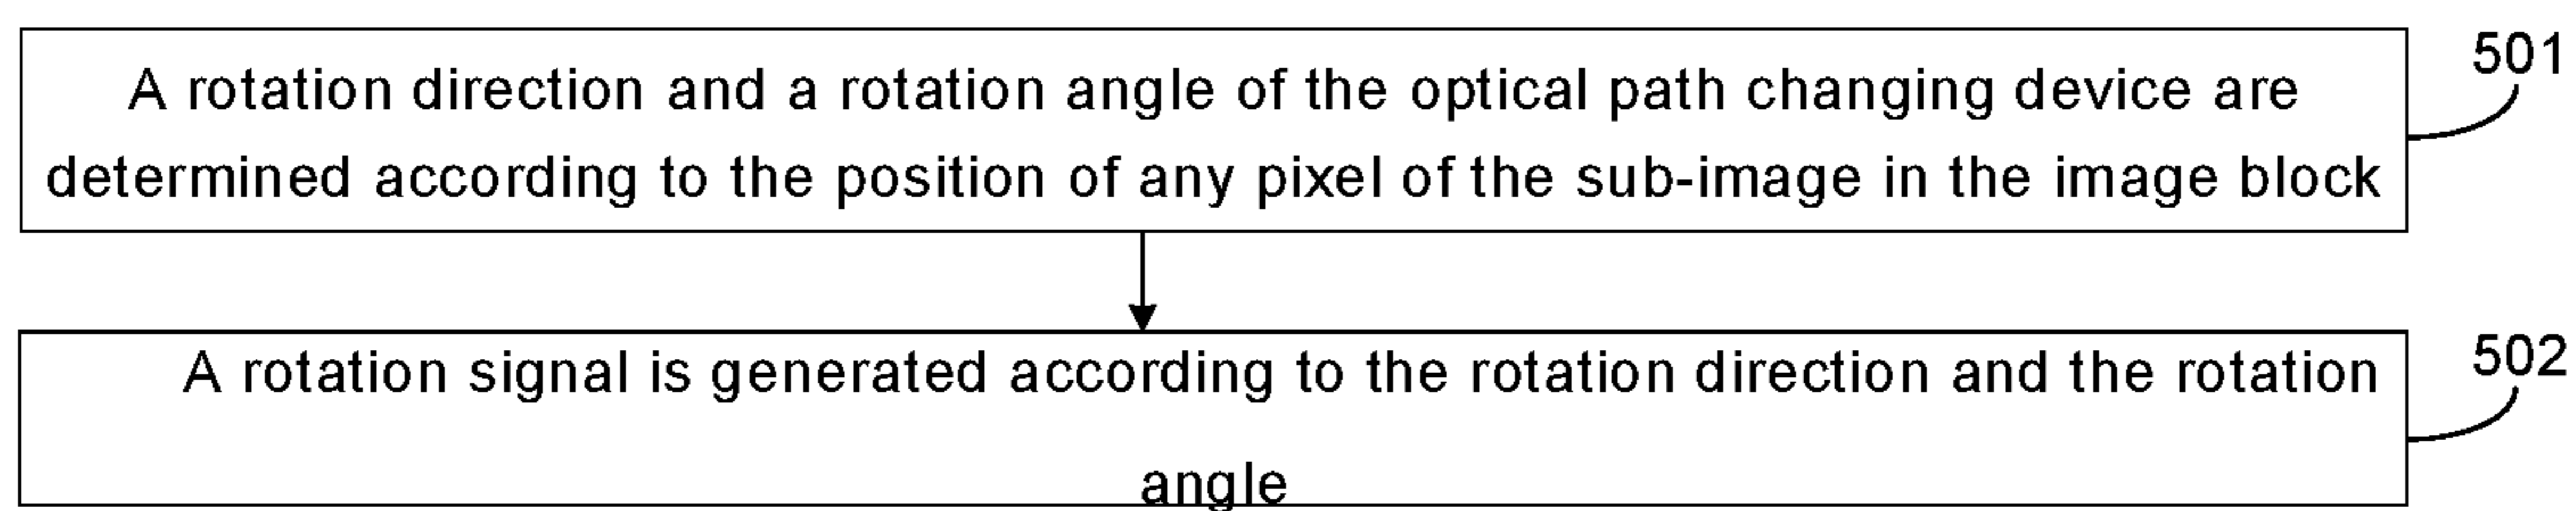 A rotation direction and a rotation angle of the optical path changing device are
501
determined according to the position of any pixel of the sub-image in the image block
A rotation signal is generated according to the rotation direction and the rotation
502
angle